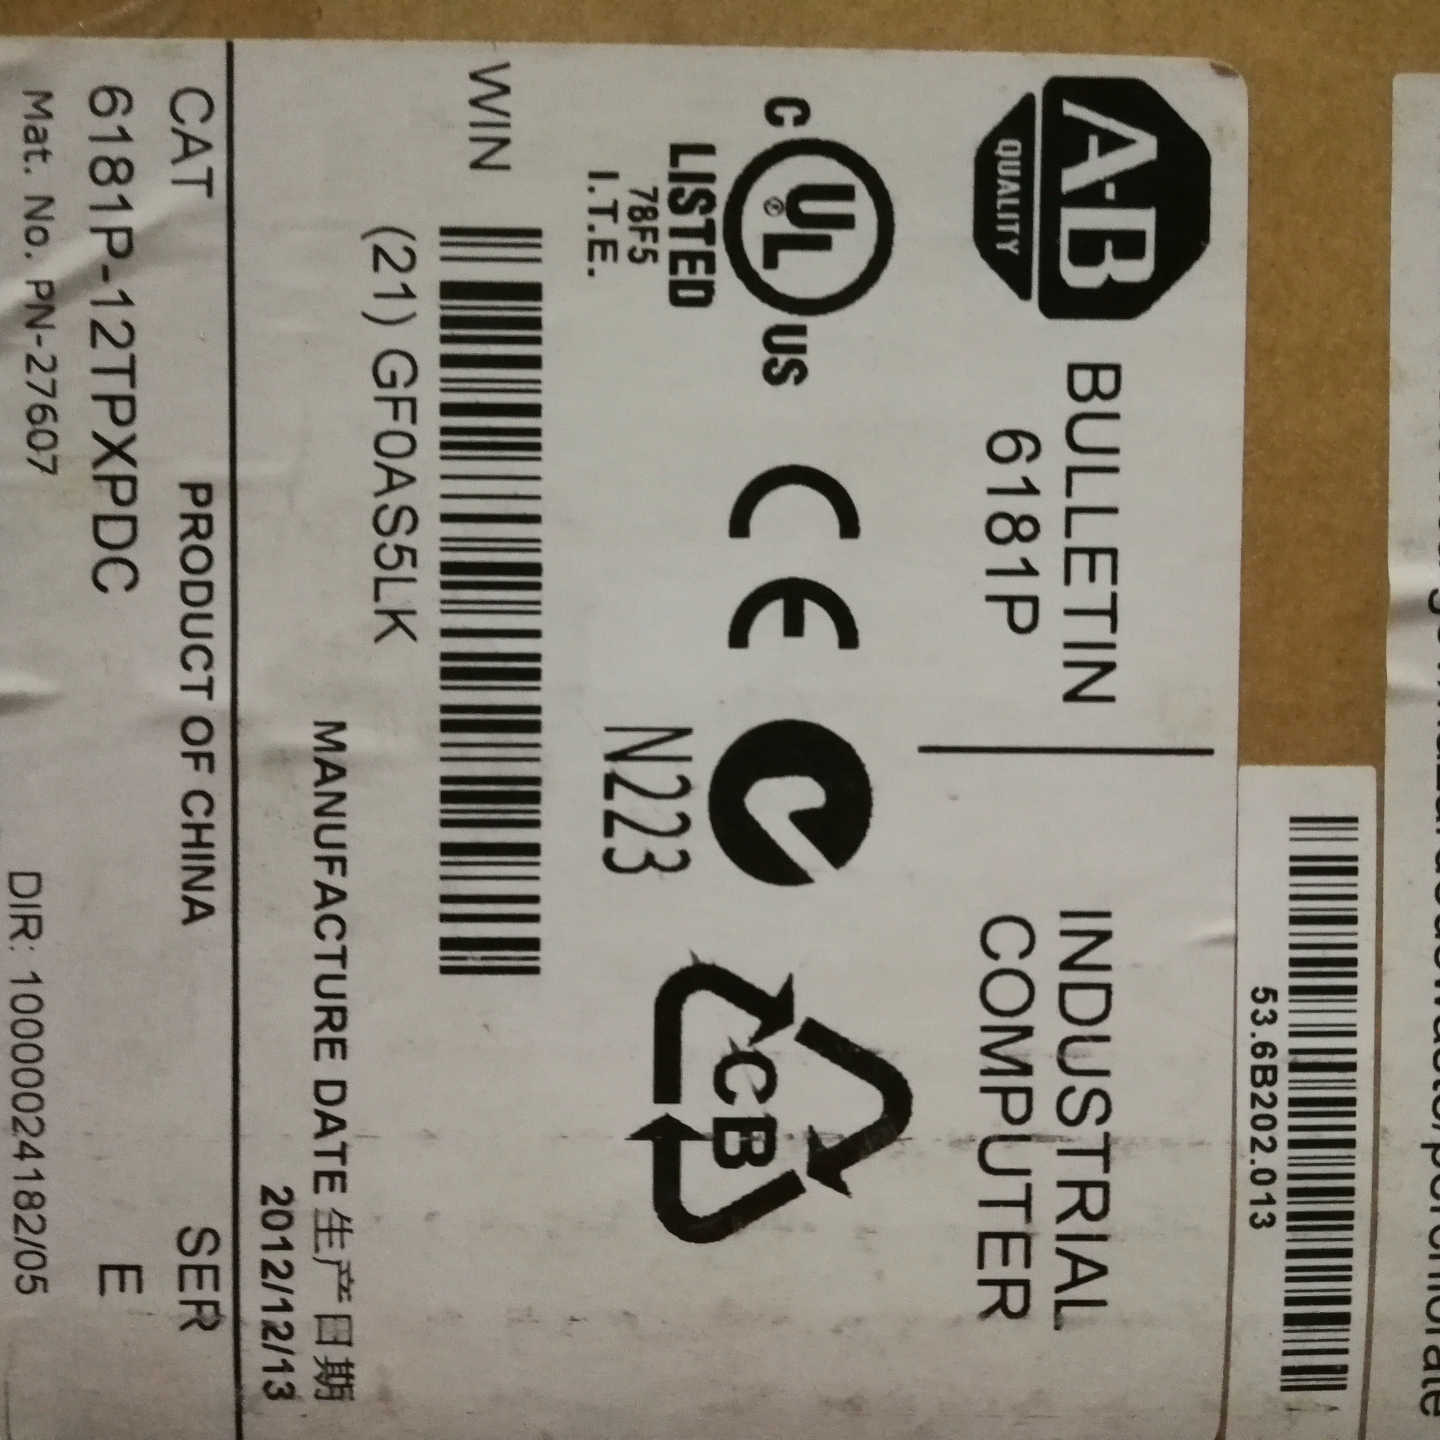 53.6B202.013
A-B
QUALITY
BULLETIN
6181P
INDUSTRIAL
COMPUTER
C UL ® US
LISTED
78F5
I.T.E.
CE
N223
CB
WIN
(21) GF0AS5LK
MANUFACTURE DATE 生产日期
2012/12/13
CAT
PRODUCT OF CHINA
SER
6181P-12TPXPDC
E
Mat. No. PN-27607
DIR: 10000024182/05